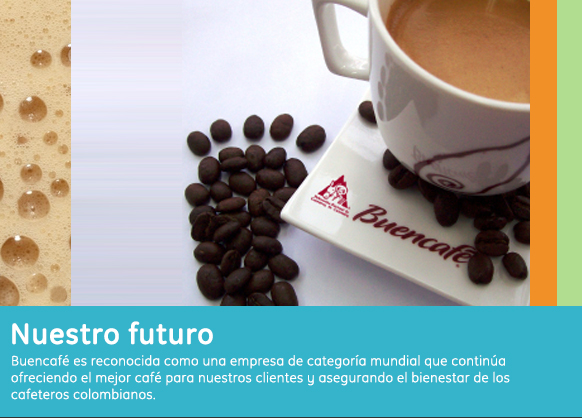 Buencafé
Nuestro futuro
Buencafé es reconocida como una empresa de categoría mundial que continúa
ofreciendo el mejor café para nuestros clientes y asegurando el bienestar de los
cafeteros colombianos.